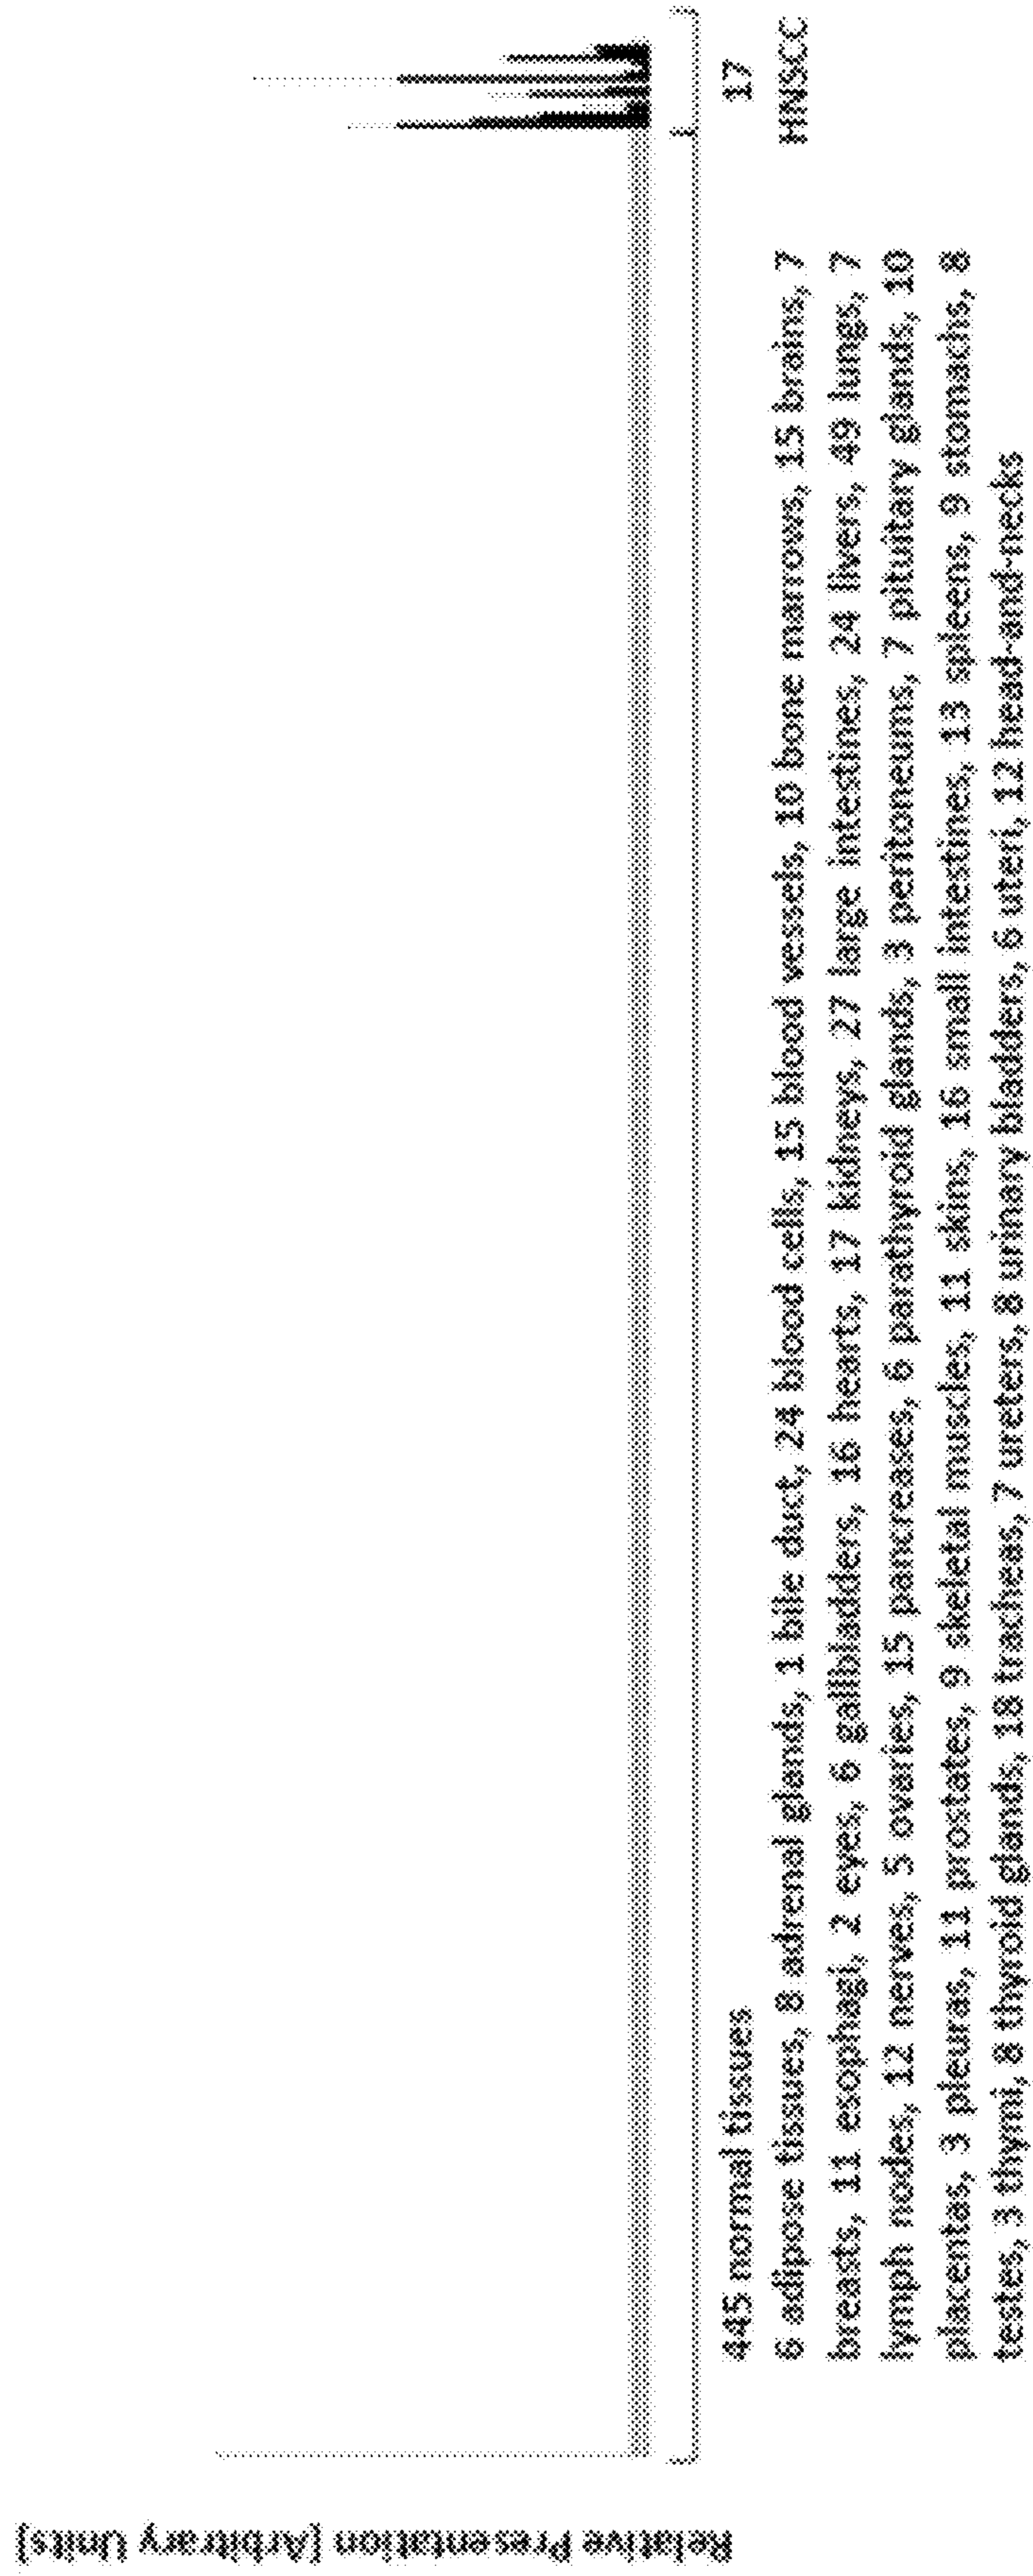 Relative Presentation [Arbitrary Units]
445 normal tissues
17
HNSCC
6 adipose tissues, 8 adrenal glands, 1 bile duct, 24 blood cells, 15 blood vessels, 10 bone marrows, 15 brains, 7
breasts, 11 esophagi, 2 eyes, 6 gallbladders, 16 hearts, 17 kidneys, 27 large intestines, 24 livers, 49 lungs, 7
lymph nodes, 12 nerves, 5 ovaries, 15 pancreases, 6 parathyroid glands, 3 peritoneums, 7 pituitary glands, 10
placentas, 3 pleuras, 11 prostates, 9 skeletal muscles, 11 skins, 16 small intestines, 13 spleens, 9 stomachs, 8
testes, 3 thymi, 8 thyroid glands, 18 tracheas, 7 ureters, 8 urinary bladders, 6 uteri, 12 head-and-necks